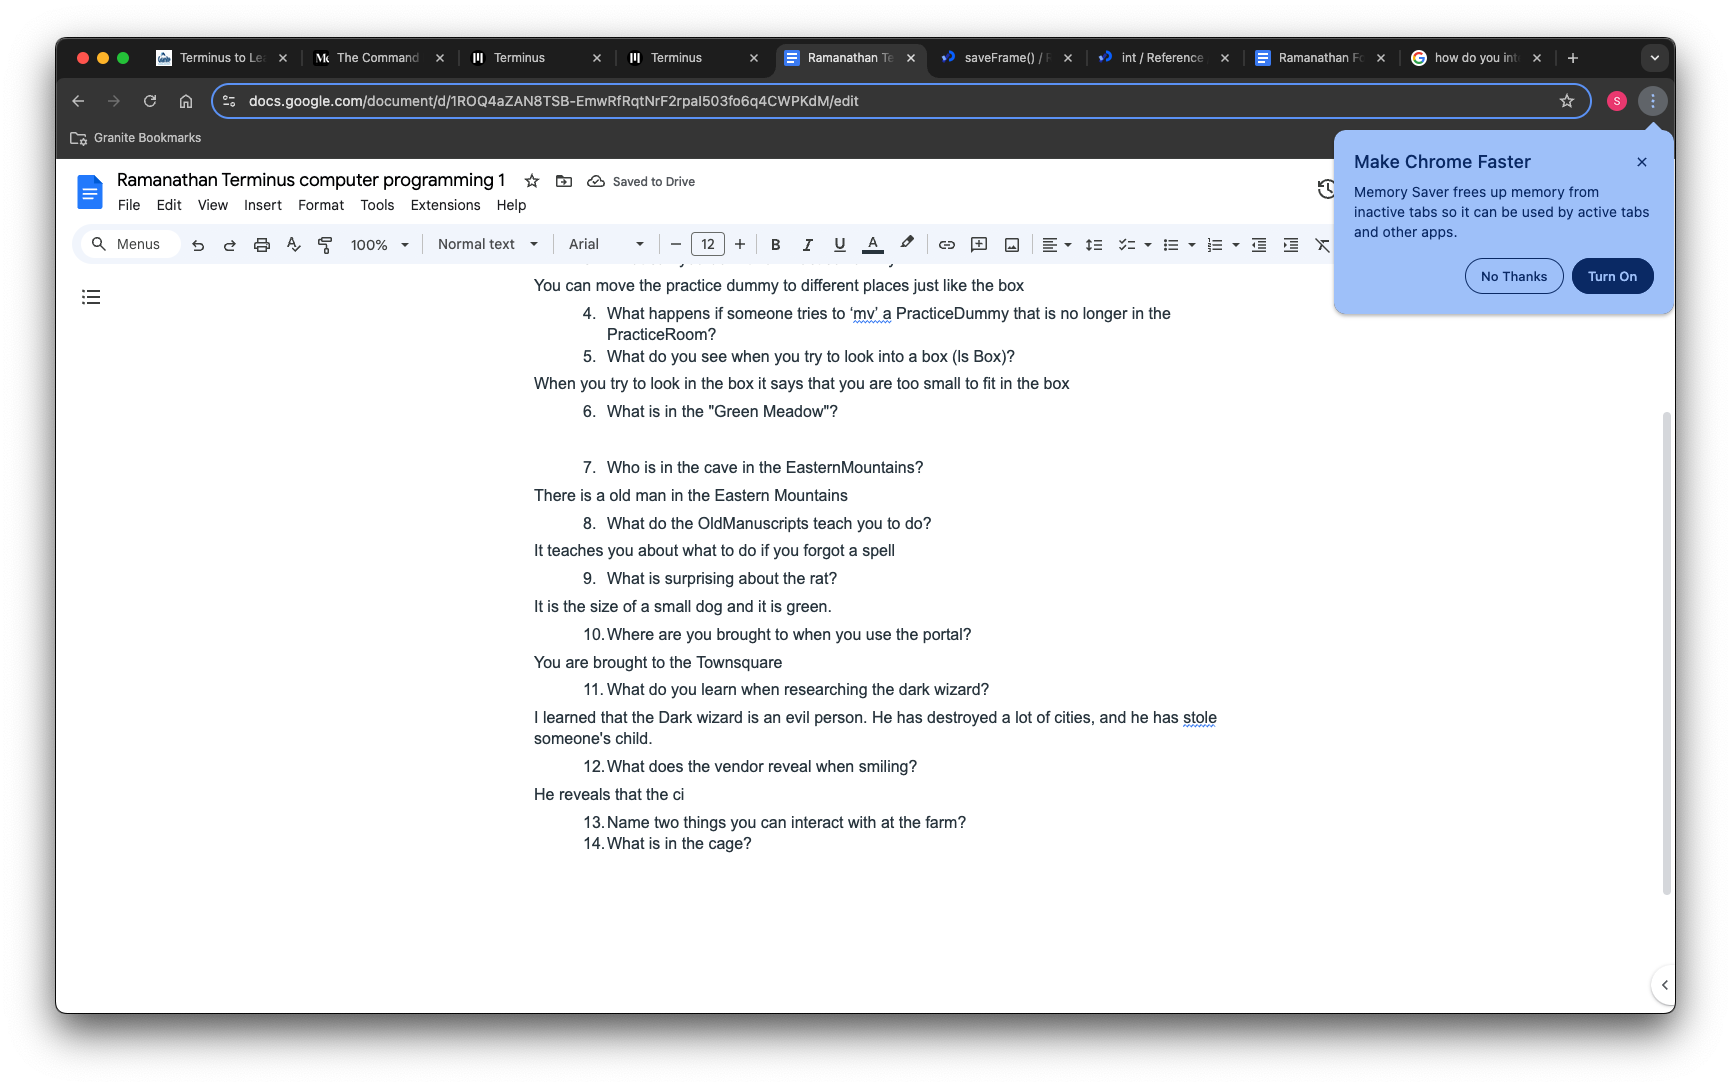 Terminus to Le
The Command
Terminus
Terminus
Ramanathan Te
saveFrame() / R
int / Reference
Ramanathan Fo
how do you int
docs.google.com/document/d/1ROQ4aZAN8TSB-EmwRfRqtNrF2rpal503fo6q4CWPKdM/edit
S
Granite Bookmarks
Make Chrome Faster
Memory Saver frees up memory from
inactive tabs so it can be used by active tabs
and other apps.
No Thanks
Turn On
Ramanathan Terminus computer programming 1
Saved to Drive
File Edit View Insert Format Tools Extensions Help
Menus 100% Normal text Arial 12 B I U A
You can move the practice dummy to different places just like the box
4. What happens if someone tries to ‘mv’ a PracticeDummy that is no longer in the
PracticeRoom?
5. What do you see when you try to look into a box (ls Box)?
When you try to look in the box it says that you are too small to fit in the box
6. What is in the "Green Meadow"?
7. Who is in the cave in the EasternMountains?
There is a old man in the Eastern Mountains
8. What do the OldManuscripts teach you to do?
It teaches you about what to do if you forgot a spell
9. What is surprising about the rat?
It is the size of a small dog and it is green.
10. Where are you brought to when you use the portal?
You are brought to the Townsquare
11. What do you learn when researching the dark wizard?
I learned that the Dark wizard is an evil person. He has destroyed a lot of cities, and he has stole
someone's child.
12. What does the vendor reveal when smiling?
He reveals that the ci
13. Name two things you can interact with at the farm?
14. What is in the cage?